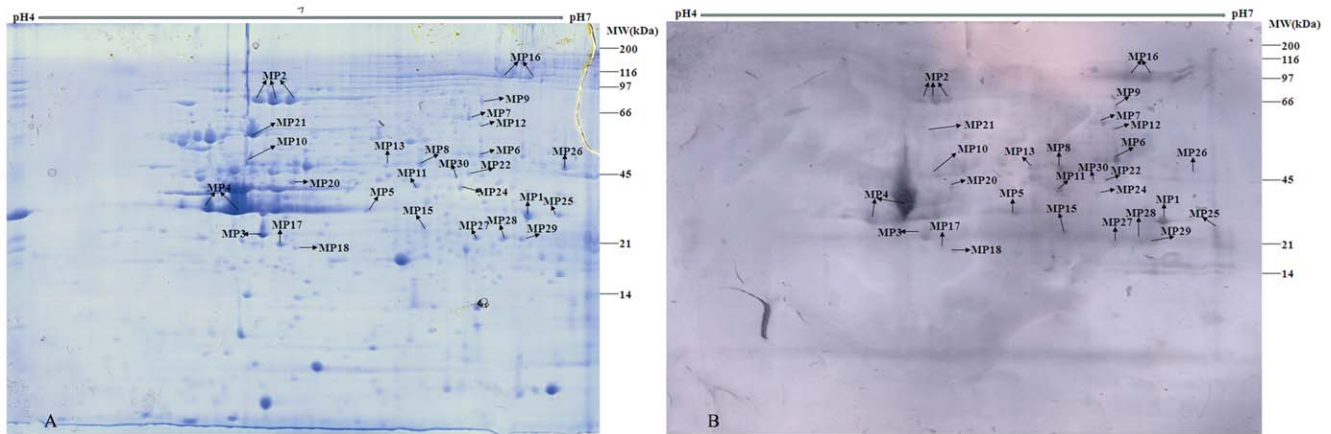 pH4 pH7
MW(kDa)
200
MP16
116
MP2
97
MP9
66
MP7
MP12
MP21
MP10
MP13
MP8
MP6
MP26
MP30
MP22
45
MP20
MP11
MP4
MP5
MP24
MP1
MP25
MP15
MP17
MP28
MP27
MP3
MP29
21
MP18
14
A
pH4 pH7
MW(kDa)
200
MP16
116
97
MP2
MP9
66
MP7
MP21
MP12
MP8
MP6
MP13
MP26
MP10
MP30
MP22
45
MP11
MP20
MP24
MP4
MP5
MP1
MP15
MP28
MP25
MP17
MP27
MP3
MP29
21
MP18
14
B